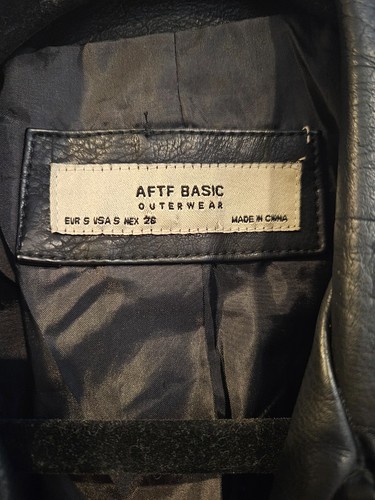 AFTF BASIC
OUTERWEAR
EUR S USA S MEX 26 MADE IN CHINA